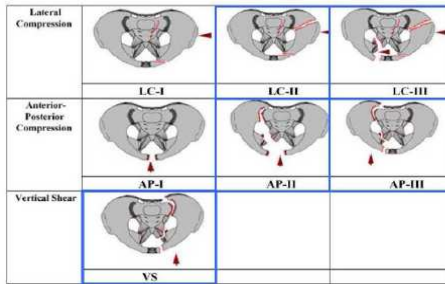 Lateral
Compression
LC-I
LC-II
LC-III
Anterior-
Posterior
Compression
AP-I
AP-II
AP-III
Vertical Shear
VS